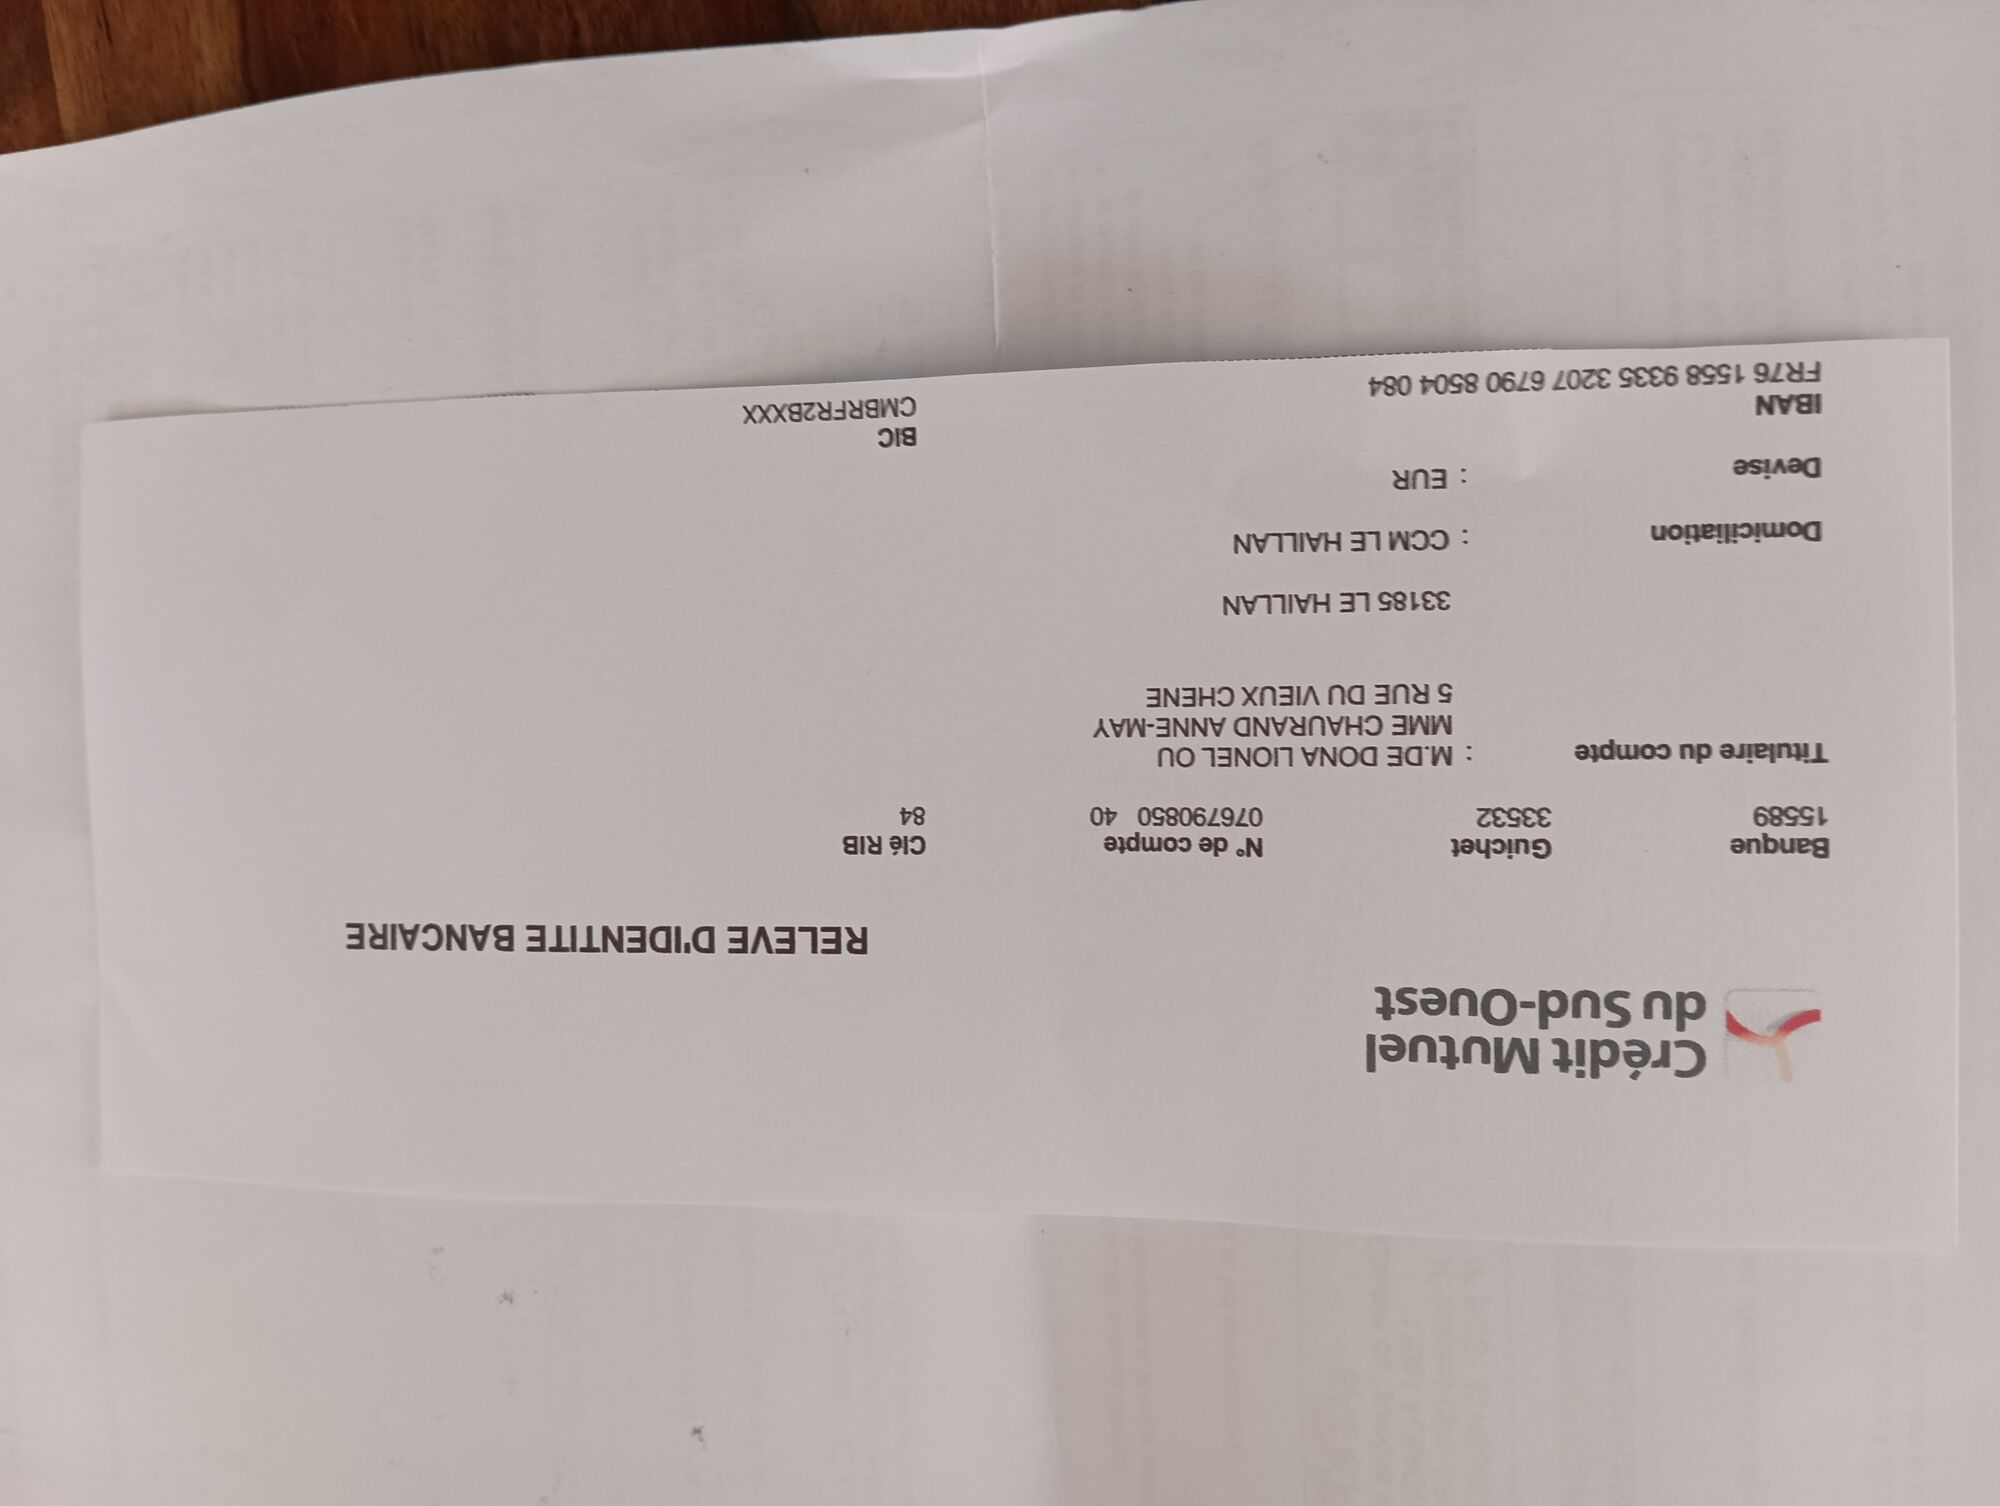 Crédit Mutuel
du Sud-Ouest
RELEVE D'IDENTITE BANCAIRE
Banque Guichet N° de compte Clé RIB
15589 33532 076790850 40 84
Titulaire du compte : M.DE DONA LIONEL OU
MME CHAURAND ANNE-MAY
5 RUE DU VIEUX CHENE
33185 LE HAILLAN
Domiciliation : CCM LE HAILLAN
Devise : EUR
IBAN BIC
FR76 1558 9335 3207 6790 8504 084 CMBRFR2BXXX